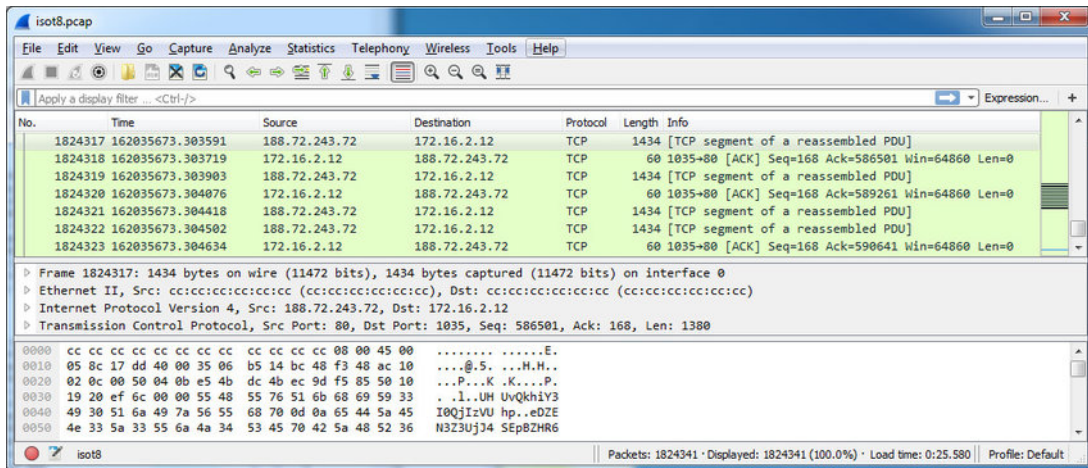 isot8.pcap
File Edit View Go Capture Analyze Statistics Telephony Wireless Tools Help
Apply a display filter ... <Ctrl-/> Expression... +
No. Time Source Destination Protocol Length Info
1824317 162035673.303591 188.72.243.72 172.16.2.12 TCP 1434 [TCP segment of a reassembled PDU]
1824318 162035673.303719 172.16.2.12 188.72.243.72 TCP 60 1035→80 [ACK] Seq=168 Ack=586501 Win=64860 Len=0
1824319 162035673.303903 188.72.243.72 172.16.2.12 TCP 1434 [TCP segment of a reassembled PDU]
1824320 162035673.304076 172.16.2.12 188.72.243.72 TCP 60 1035→80 [ACK] Seq=168 Ack=589261 Win=64860 Len=0
1824321 162035673.304418 188.72.243.72 172.16.2.12 TCP 1434 [TCP segment of a reassembled PDU]
1824322 162035673.304502 188.72.243.72 172.16.2.12 TCP 1434 [TCP segment of a reassembled PDU]
1824323 162035673.304634 172.16.2.12 188.72.243.72 TCP 60 1035→80 [ACK] Seq=168 Ack=590641 Win=64860 Len=0
Frame 1824317: 1434 bytes on wire (11472 bits), 1434 bytes captured (11472 bits) on interface 0
Ethernet II, Src: cc:cc:cc:cc:cc:cc (cc:cc:cc:cc:cc:cc), Dst: cc:cc:cc:cc:cc:cc (cc:cc:cc:cc:cc:cc)
Internet Protocol Version 4, Src: 188.72.243.72, Dst: 172.16.2.12
Transmission Control Protocol, Src Port: 80, Dst Port: 1035, Seq: 586501, Ack: 168, Len: 1380
0000 cc cc cc cc cc cc cc cc cc cc cc cc 08 00 45 00 ........ ......E.
0010 05 8c 17 dd 40 00 35 06 b5 14 bc 48 f3 48 ac 10 ....@.5. ...H.H..
0020 02 0c 00 50 04 0b e5 4b dc 4b ec 9d f5 85 50 10 ...P...K .K....P.
0030 19 20 ef 6c 00 00 55 48 55 76 51 6b 68 69 59 33 . .l..UH UvQkhiY3
0040 49 30 51 6a 49 7a 56 55 68 70 0d 0a 65 44 5a 45 I0QjIzVU hp..eDZE
0050 4e 33 5a 33 55 6a 4a 34 53 45 70 42 5a 48 52 36 N3Z3UjJ4 SEpBZHR6
isot8 Packets: 1824341 · Displayed: 1824341 (100.0%) · Load time: 0:25.580 Profile: Default